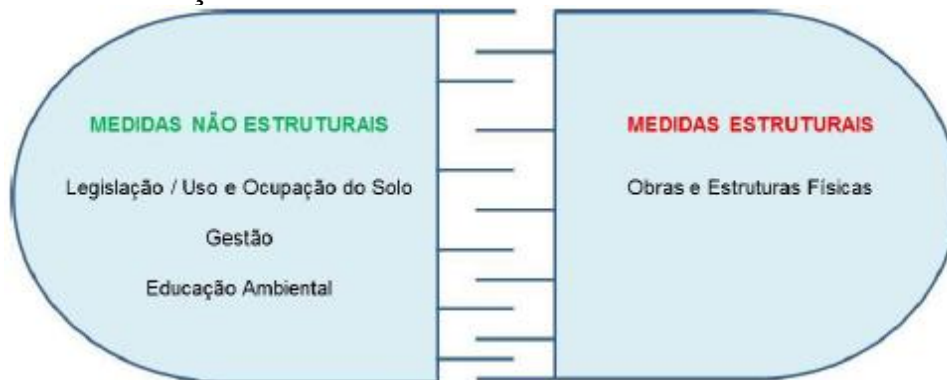 MEDIDAS NÃO ESTRUTURAIS
Legislação / Uso e Ocupação do Solo
Gestão
Educação Ambiental
MEDIDAS ESTRUTURAIS
Obras e Estruturas Físicas